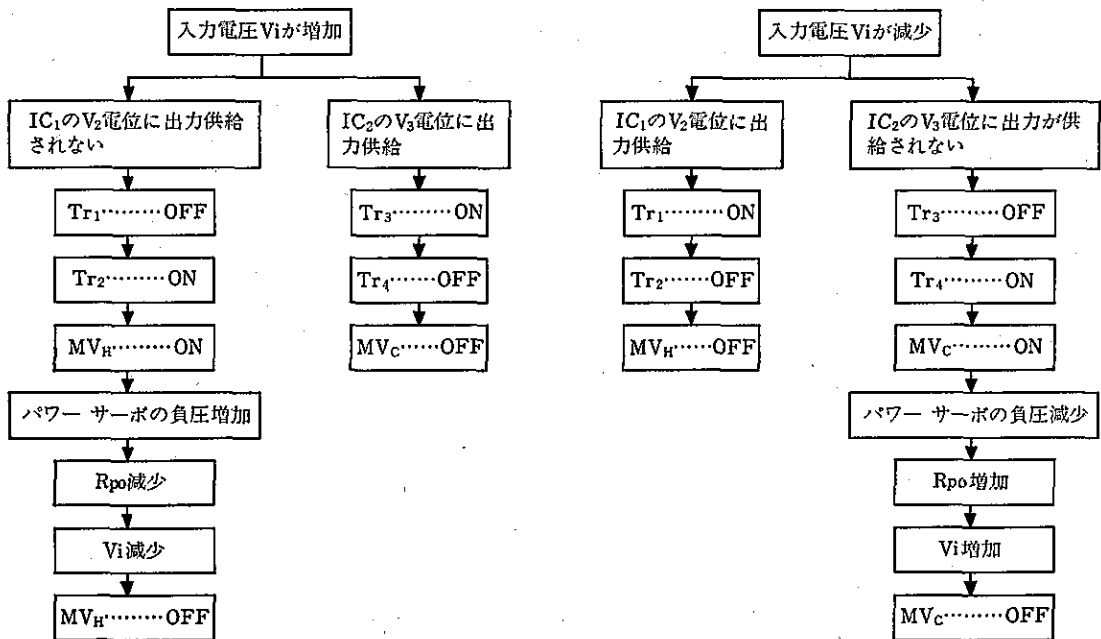 入力電圧Viが増加
IC₁のV₂電位に出力供給
されない
Tr₁………OFF
Tr₂………ON
MVH………ON
パワー サーボの負圧増加
Rpo減少
Vi減少
MVH………OFF
IC₂のV₃電位に出
力供給
Tr₃………ON
Tr₄……OFF
MVC……OFF
入力電圧Viが減少
IC₁のV₂電位に出
力供給
Tr₁………ON
Tr₂……OFF
MVH……OFF
IC₂のV₃電位に出力が供
給されない
Tr₃………OFF
Tr₄………ON
MVC………ON
パワー サーボの負圧減少
Rpo増加
Vi増加
MVC………OFF